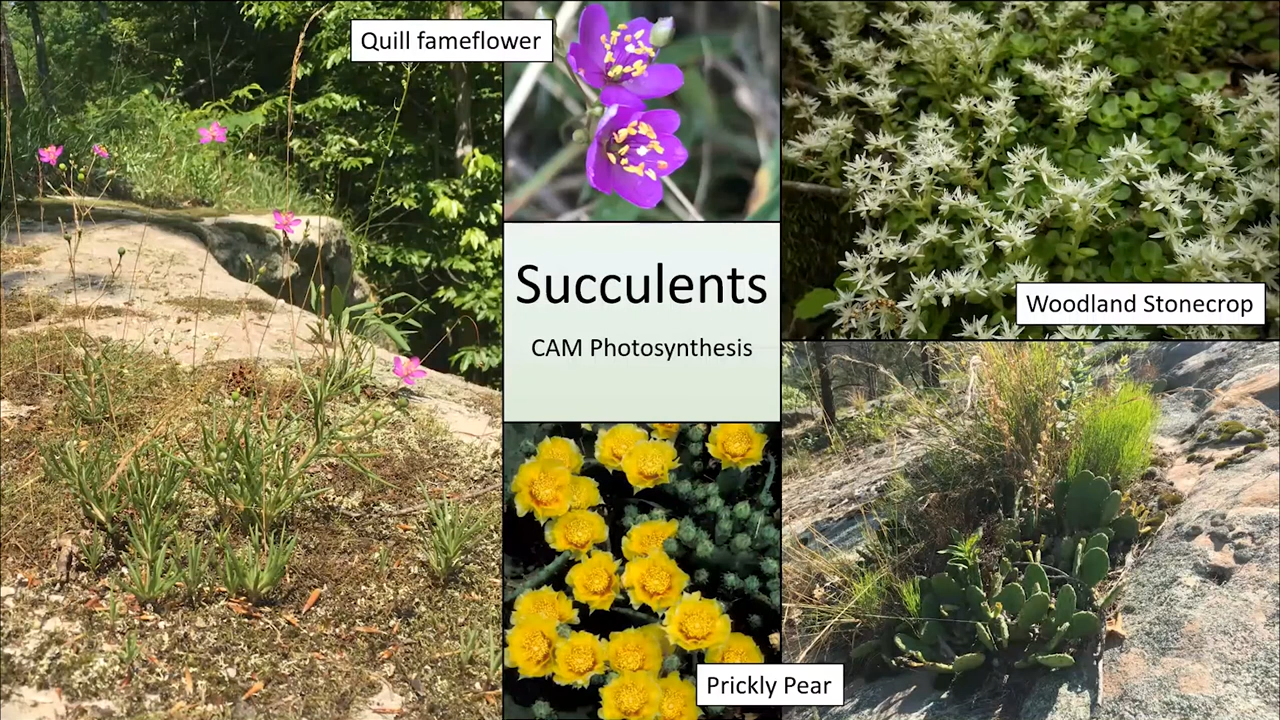 Quill fameflower
Succulents
CAM Photosynthesis
Woodland Stonecrop
Prickly Pear